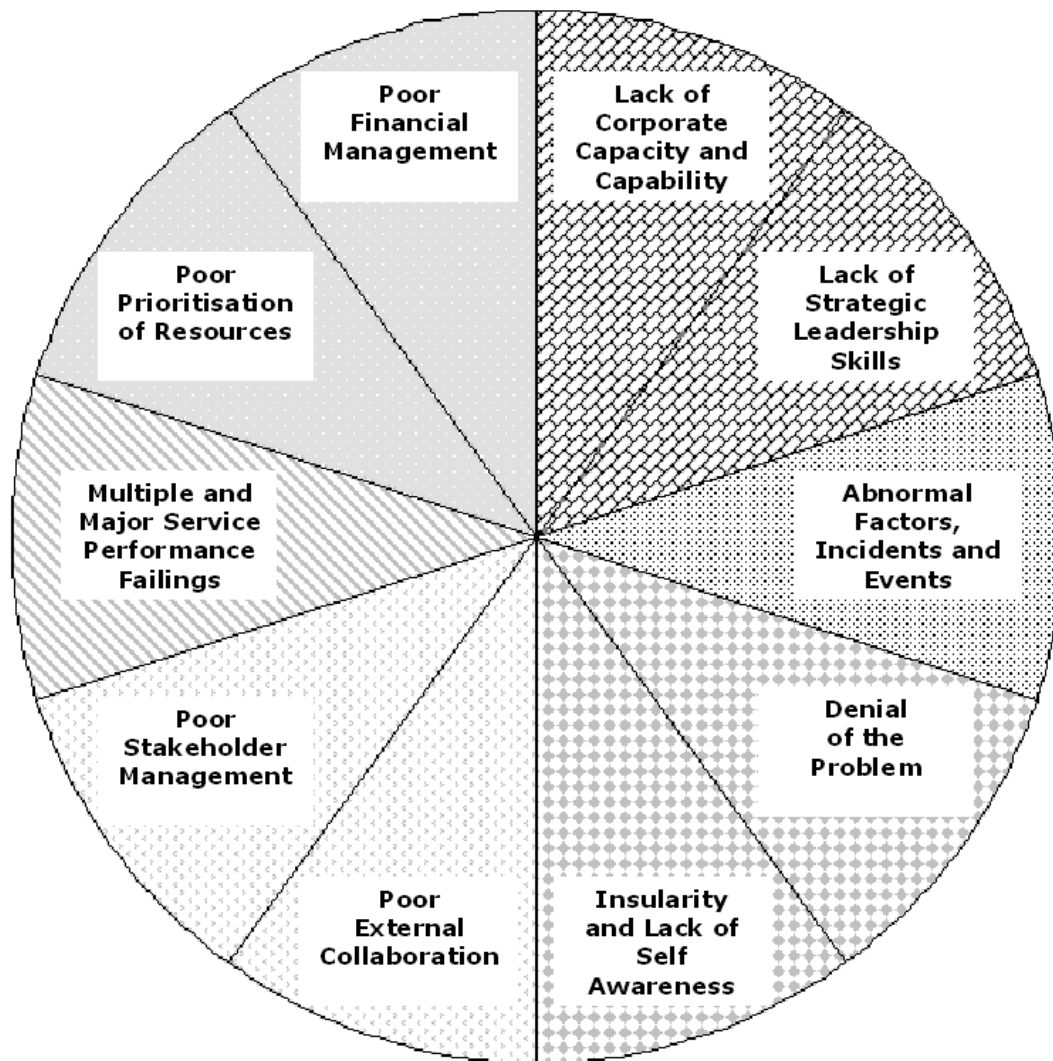 Poor
Financial
Management
Lack of
Corporate
Capacity and
Capability
Poor
Prioritisation
of Resources
Lack of
Strategic
Leadership
Skills
Multiple and
Major Service
Performance
Failings
Abnormal
Factors,
Incidents and
Events
Poor
Stakeholder
Management
Denial
of the
Problem
Poor
External
Collaboration
Insularity
and Lack of
Self
Awareness